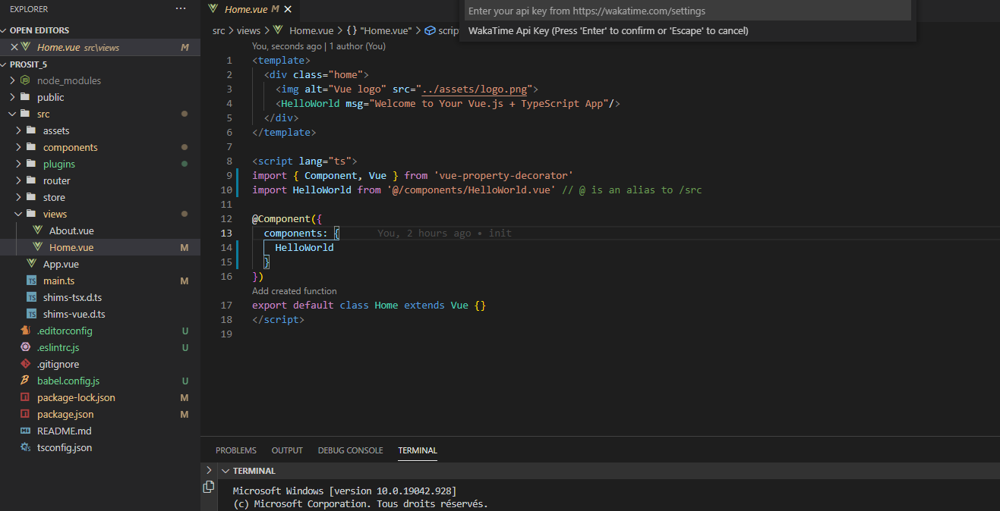 EXPLORER
OPEN EDITORS
Home.vue src\views M
PROSIT_5
node_modules
public
src
assets
components
plugins
router
store
views
About.vue
Home.vue M
App.vue
TS main.ts M
TS shims-tsx.d.ts
TS shims-vue.d.ts
.editorconfig U
.eslintrc.js U
.gitignore
babel.config.js U
package-lock.json M
package.json M
README.md
tsconfig.json
Home.vue M
src > views > Home.vue > {} "Home.vue" > scrip
Enter your api key from https://wakatime.com/settings
WakaTime Api Key (Press 'Enter' to confirm or 'Escape' to cancel)
You, seconds ago | 1 author (You)
1 <template>
2 <div class="home">
3 <img alt="Vue logo" src="../assets/logo.png">
4 <HelloWorld msg="Welcome to Your Vue.js + TypeScript App"/>
5 </div>
6 </template>
7
8 <script lang="ts">
9 import { Component, Vue } from 'vue-property-decorator'
10 import HelloWorld from '@/components/HelloWorld.vue' // @ is an alias to /src
11
12 @Component({
13 components: { You, 2 hours ago • init
14 HelloWorld
15 }
16 })
Add created function
17 export default class Home extends Vue {}
18 </script>
19
PROBLEMS OUTPUT DEBUG CONSOLE TERMINAL
TERMINAL
Microsoft Windows [version 10.0.19042.928]
(c) Microsoft Corporation. Tous droits réservés.